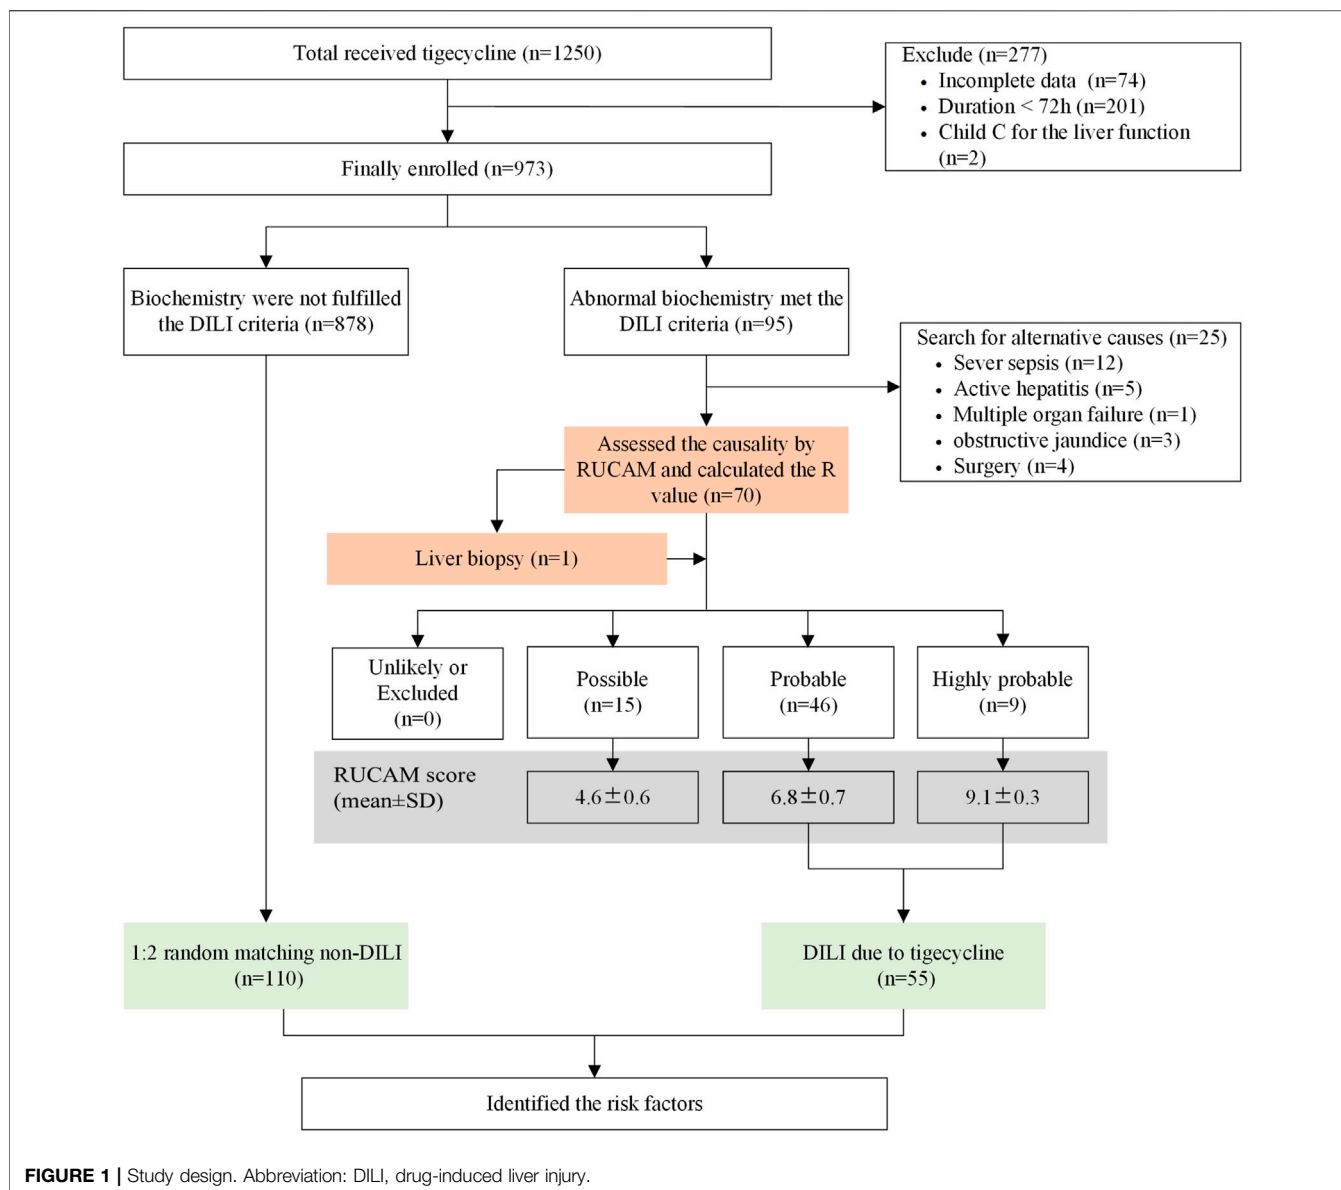 Total received tigecycline (n=1250)
Exclude (n=277)
• Incomplete data (n=74)
• Duration < 72h (n=201)
• Child C for the liver function
(n=2)
Finally enrolled (n=973)
Biochemistry were not fulfilled
the DILI criteria (n=878)
Abnormal biochemistry met the
DILI criteria (n=95)
Search for alternative causes (n=25)
• Sever sepsis (n=12)
• Active hepatitis (n=5)
• Multiple organ failure (n=1)
• obstructive jaundice (n=3)
• Surgery (n=4)
Assessed the causality by
RUCAM and calculated the R
value (n=70)
Liver biopsy (n=1)
Unlikely or
Excluded
(n=0)
Possible
(n=15)
Probable
(n=46)
Highly probable
(n=9)
RUCAM score
(mean±SD)
4.6±0.6
6.8±0.7
9.1±0.3
1:2 random matching non-DILI
(n=110)
DILI due to tigecycline
(n=55)
Identified the risk factors
FIGURE 1 | Study design. Abbreviation: DILI, drug-induced liver injury.